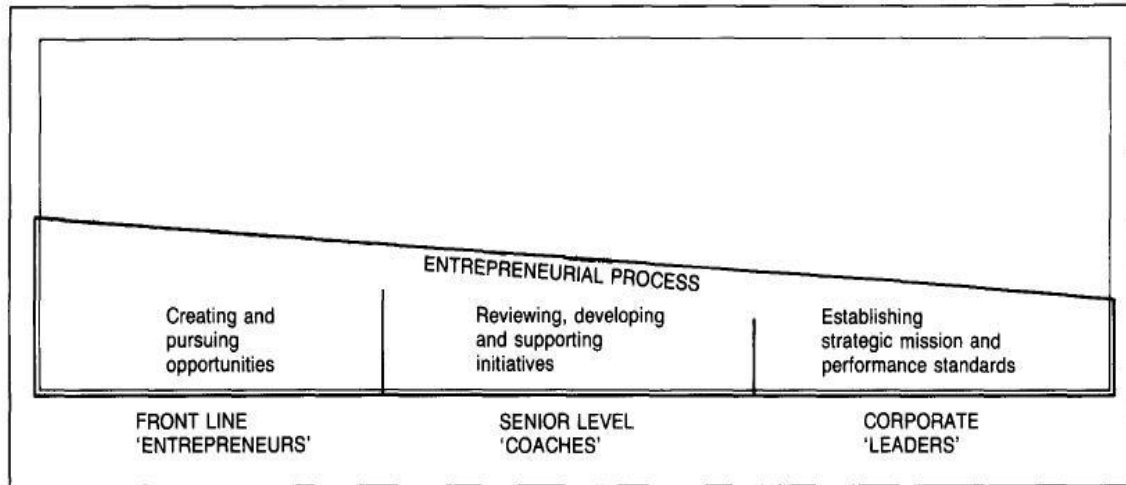 ENTREPRENEURIAL PROCESS
Creating and
pursuing
opportunities
Reviewing, developing
and supporting
initiatives
Establishing
strategic mission and
performance standards
FRONT LINE
'ENTREPRENEURS'
SENIOR LEVEL
'COACHES'
CORPORATE
'LEADERS'